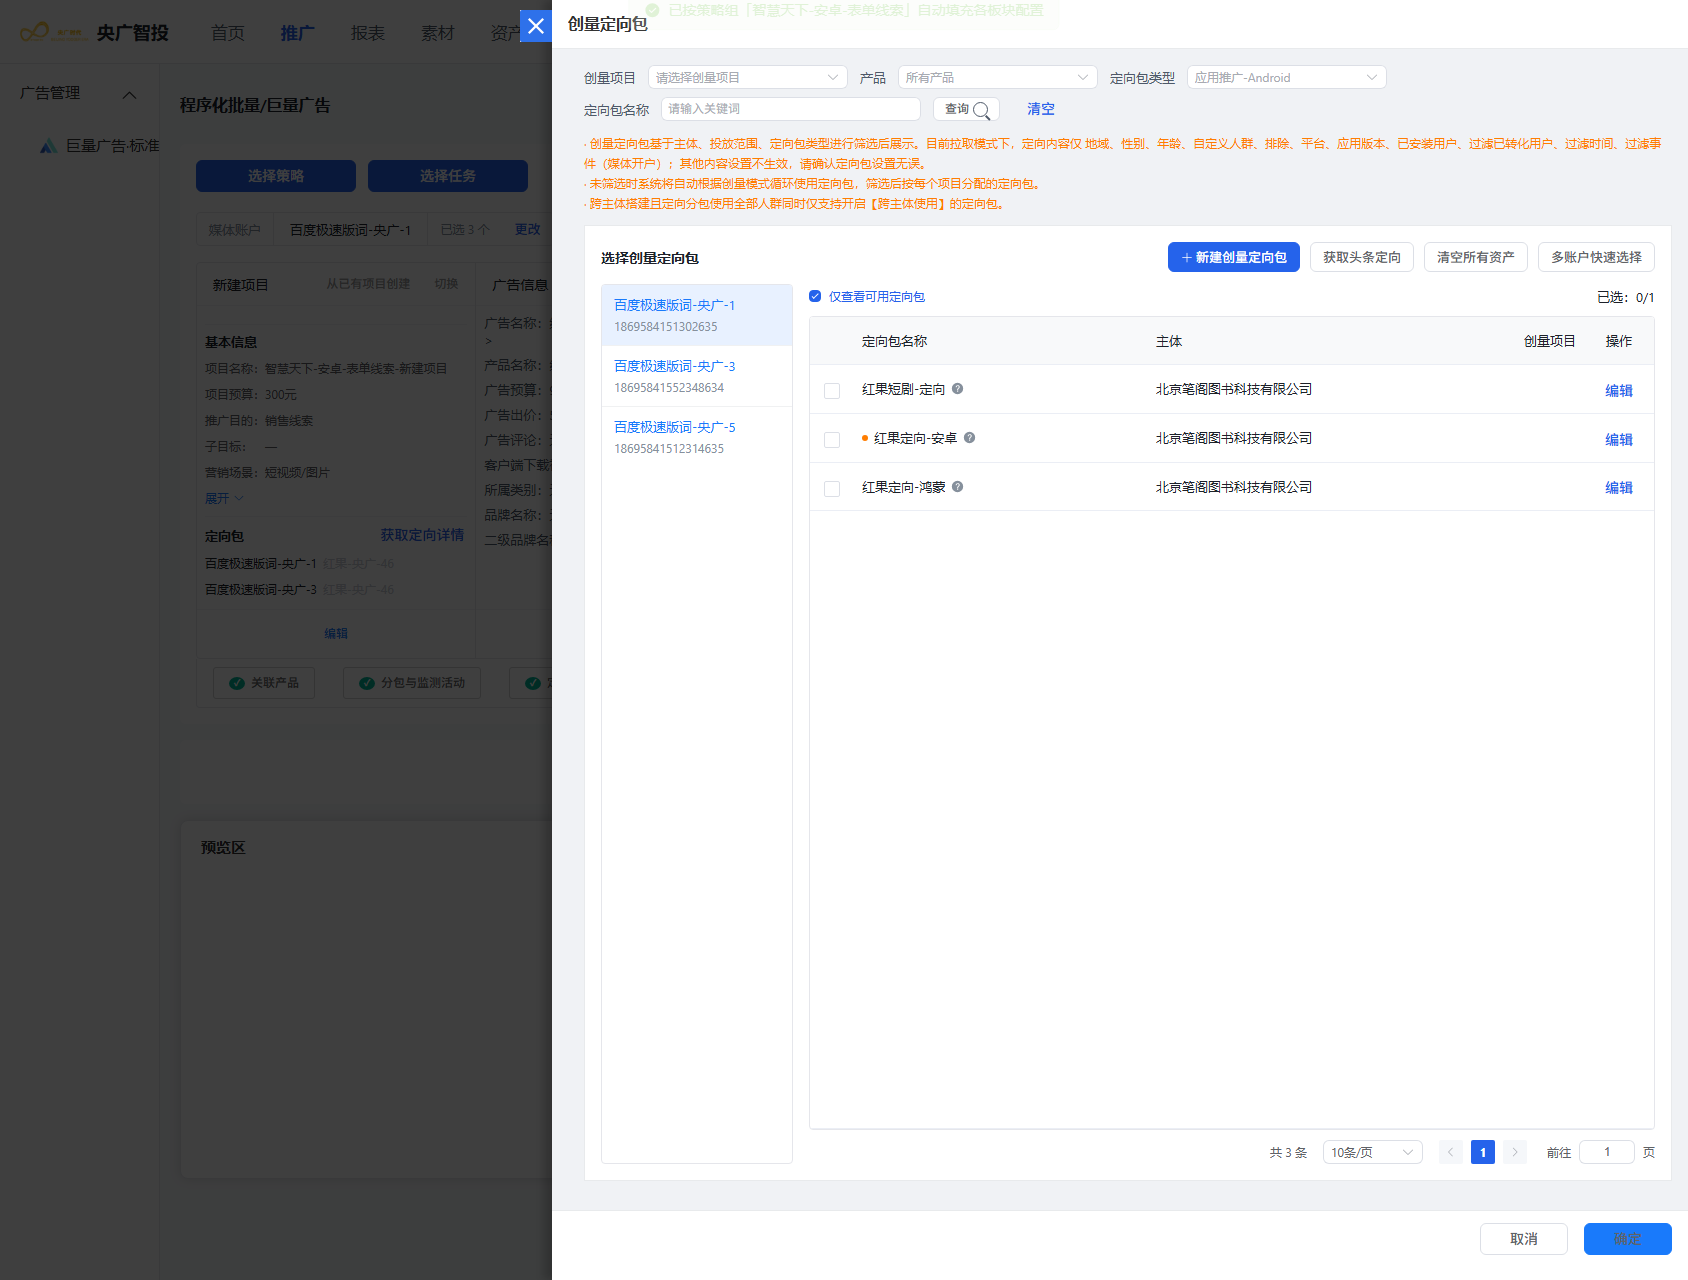 央广智投
首页
推广
报表
素材
资产
广告管理
巨量广告·标准
程序化批量/巨量广告
选择策略
选择任务
媒体账户
百度极速版词-央广-1
已选 3 个
更改
新建项目
从已有项目创建
切换
广告信息
基本信息
项目名称：智慧天下-安卓-表单线索-新建项目
项目预算：300元
推广目的：销售线索
子目标： —
营销场景：短视频/图片
展开
定向包
获取定向详情
百度极速版词-央广-1 红果-央广-46
百度极速版词-央广-3 红果-央广-46
编辑
广告名称：
>
产品名称：
广告预算：
广告出价：
广告评论：
客户端下载
所属类别：
品牌名称：
二级品牌名
关联产品
分包与监测活动
预览区
创量定向包
已按策略组「智慧天下-安卓-表单线索」自动填充各板块配置
创量项目 请选择创量项目
产品 所有产品
定向包类型 应用推广-Android
定向包名称 请输入关键词
查询
清空
· 创量定向包基于主体、投放范围、定向包类型进行筛选后展示。目前拉取模式下，定向内容仅 地域、性别、年龄、自定义人群、排除、平台、应用版本、已安装用户、过滤已转化用户、过滤时间、过滤事
件（媒体开户）；其他内容设置不生效，请确认定向包设置无误。
· 未筛选时系统将自动根据创量模式循环使用定向包，筛选后按每个项目分配的定向包。
· 跨主体搭建且定向分包使用全部人群同时仅支持开启【跨主体使用】的定向包。
选择创量定向包
+ 新建创量定向包
获取头条定向
清空所有资产
多账户快速选择
百度极速版词-央广-1
1869584151302635
百度极速版词-央广-3
18695841552348634
百度极速版词-央广-5
18695841512314635
仅查看可用定向包
已选：0/1
定向包名称 主体 创量项目 操作
红果短剧-定向 北京笔阁图书科技有限公司 编辑
红果定向-安卓 北京笔阁图书科技有限公司 编辑
红果定向-鸿蒙 北京笔阁图书科技有限公司 编辑
共 3 条 10条/页 1 前往 1 页
取消
确定